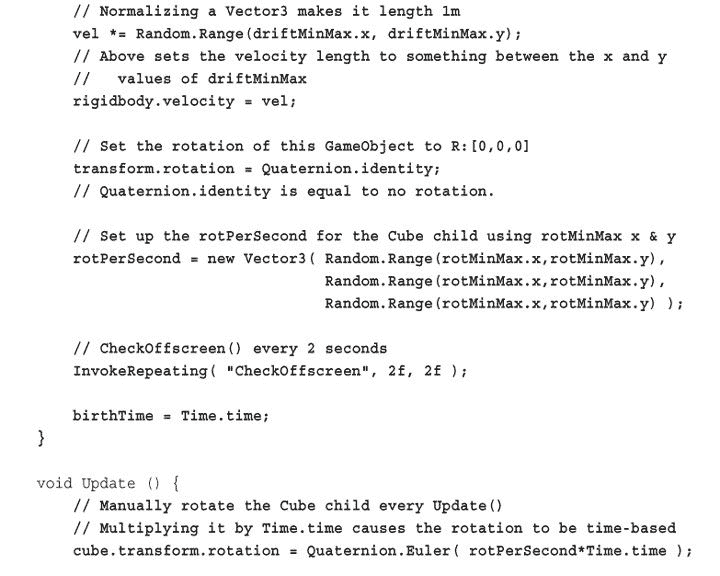 // Normalizing a Vector3 makes it length 1m
vel *= Random.Range(driftMinMax.x, driftMinMax.y);
// Above sets the velocity length to something between the x and y
//   values of driftMinMax
rigidbody.velocity = vel;

// Set the rotation of this GameObject to R:[0,0,0]
transform.rotation = Quaternion.identity;
// Quaternion.identity is equal to no rotation.

// Set up the rotPerSecond for the Cube child using rotMinMax x & y
rotPerSecond = new Vector3( Random.Range(rotMinMax.x,rotMinMax.y),
Random.Range(rotMinMax.x,rotMinMax.y),
Random.Range(rotMinMax.x,rotMinMax.y) );

// CheckOffscreen() every 2 seconds
InvokeRepeating( "CheckOffscreen", 2f, 2f );

birthTime = Time.time;
}

void Update () {
// Manually rotate the Cube child every Update()
// Multiplying it by Time.time causes the rotation to be time-based
cube.transform.rotation = Quaternion.Euler( rotPerSecond*Time.time );